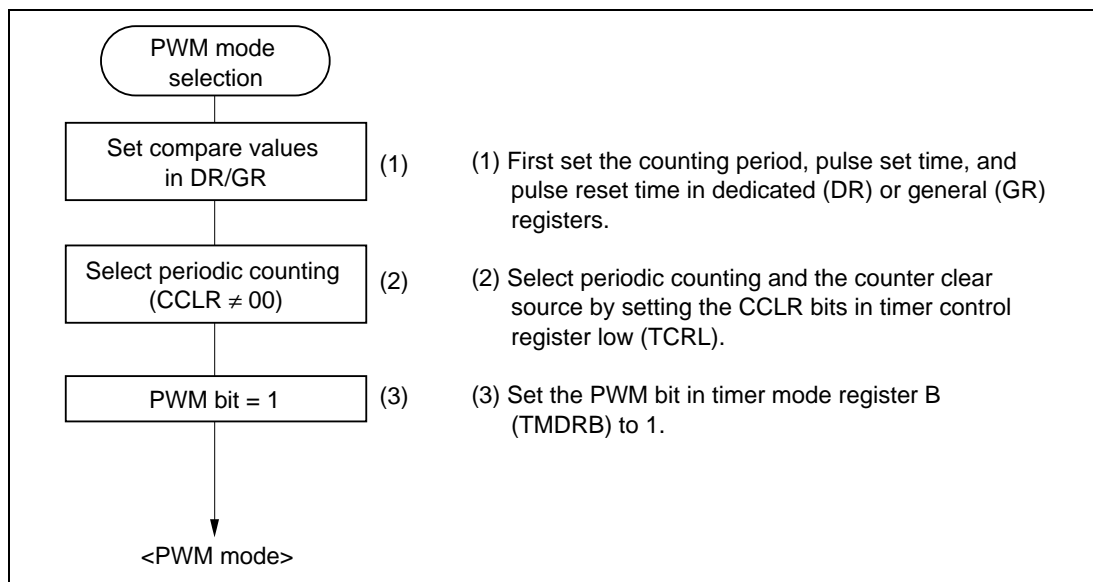 PWM mode
selection
Set compare values
in DR/GR
(1)
(1) First set the counting period, pulse set time, and
pulse reset time in dedicated (DR) or general (GR)
registers.
Select periodic counting
(CCLR ≠ 00)
(2)
(2) Select periodic counting and the counter clear
source by setting the CCLR bits in timer control
register low (TCRL).
PWM bit = 1
(3)
(3) Set the PWM bit in timer mode register B
(TMDRB) to 1.
<PWM mode>